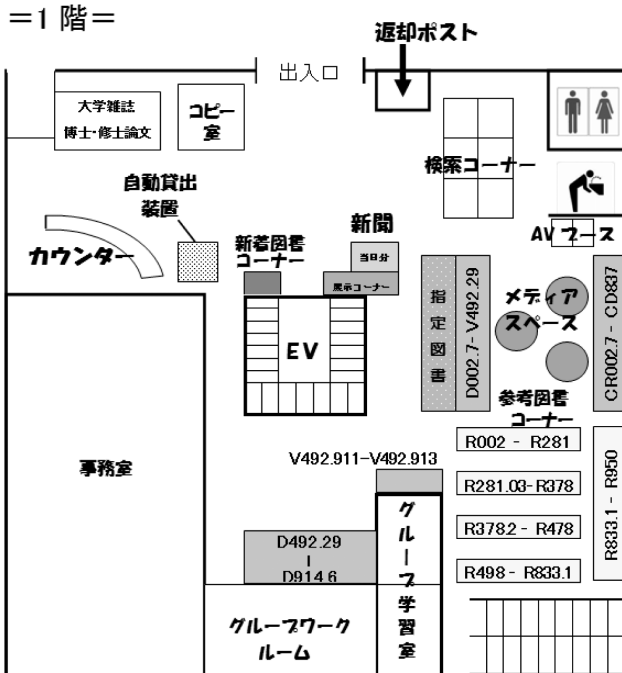 ＝1 階＝
返却ポスト
出入口
大学雑誌
博士・修士論文
コピー
室
検索コーナー
自動貸出
装置
カウンター
新着図書
コーナー
新聞
当日分
展示コーナー
AV ブース
EV
指定図書
D002.7- V492.29
メディア
スペース
CR002.7 - CD837
参考図書
コーナー
R002 - R281
R281.03-R378
R378.2 - R478
R498 - R833.1
R833.1 - R950
事務室
V492.911-V492.913
D492.29
|
D914 6
グループ学習室
グループワーク
ルーム